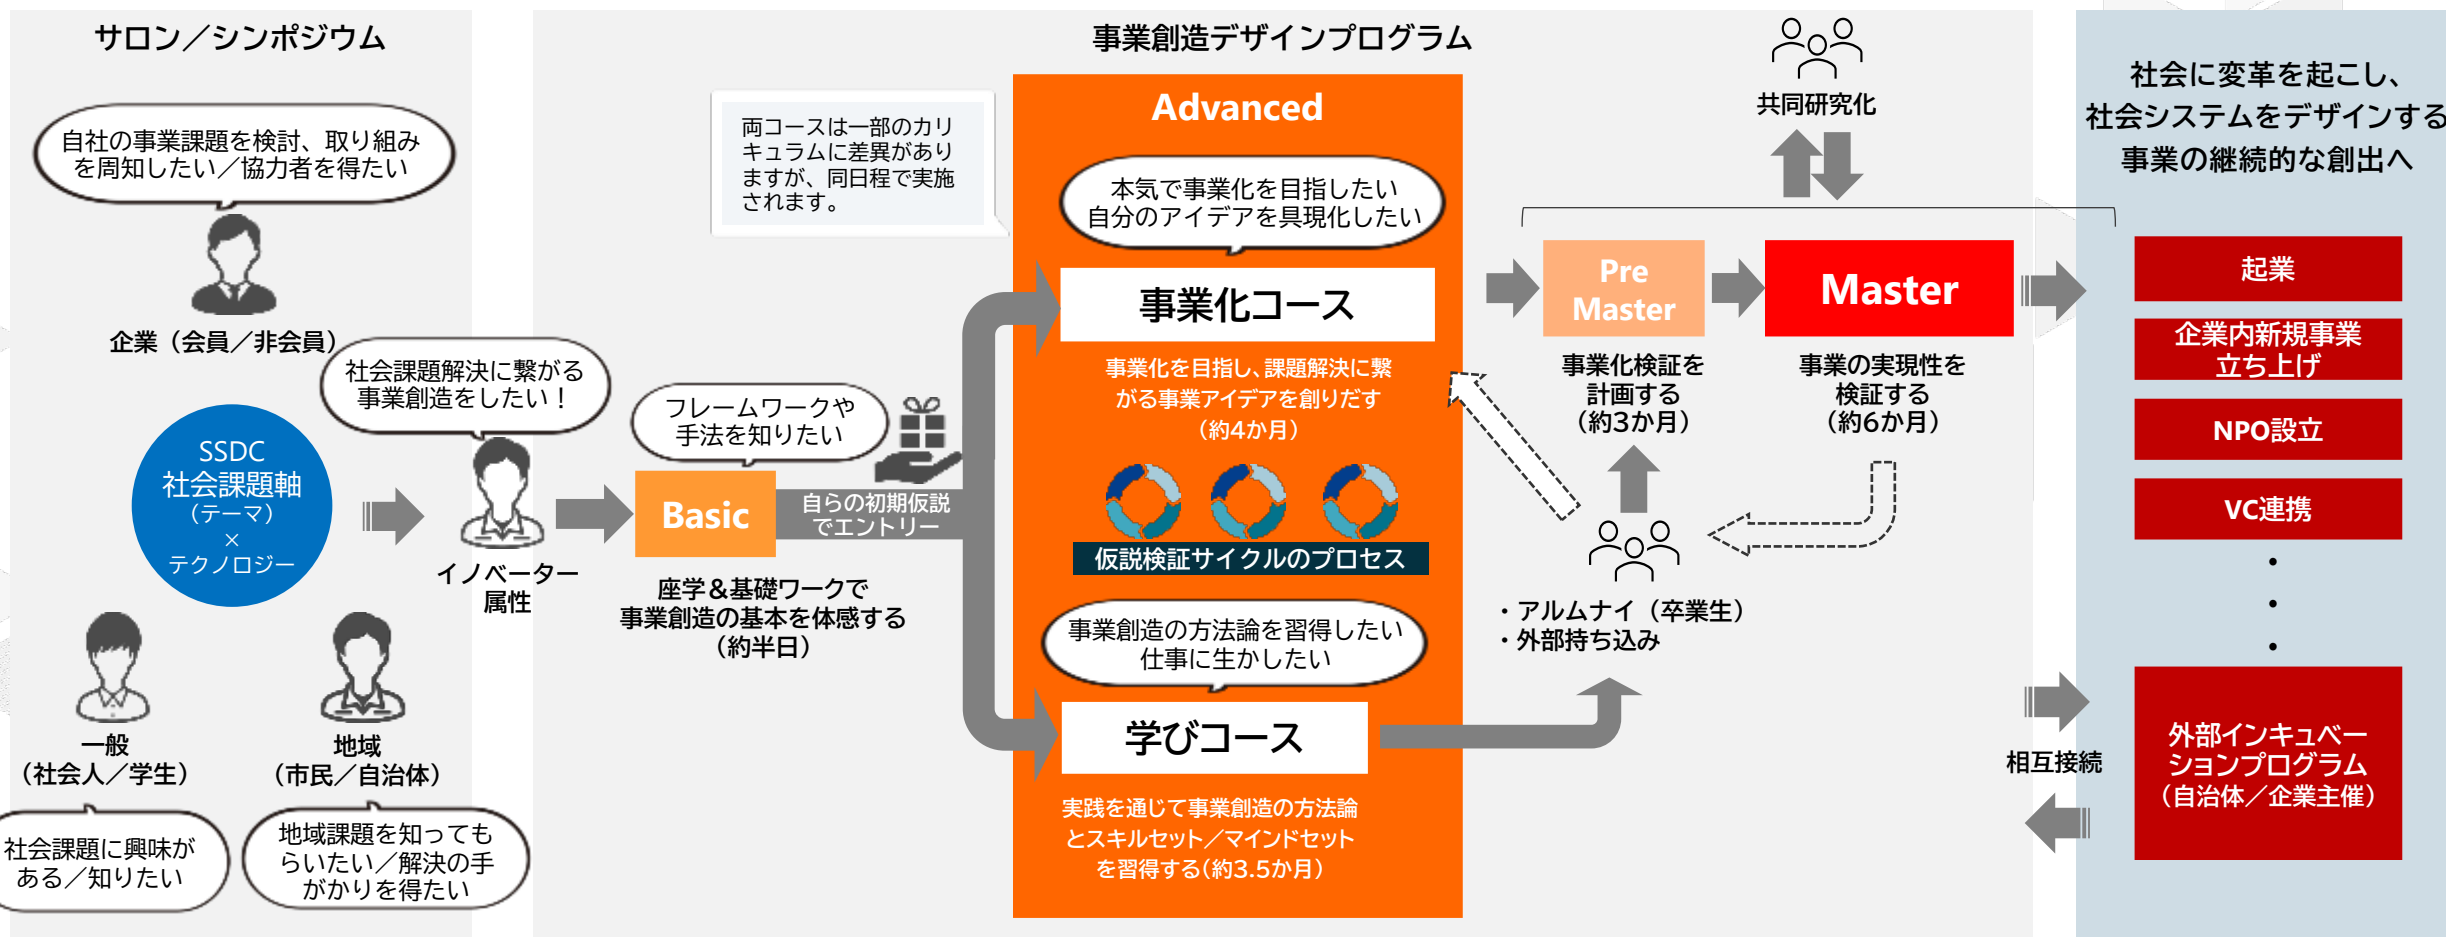 サロン／シンポジウム
自社の事業課題を検討、取り組み
を周知したい／協力者を得たい
企業（会員／非会員）
社会課題解決に繋がる
事業創造をしたい！
SSDC
社会課題軸
（テーマ）
×
テクノロジー
イノベーター
属性
一般
（社会人／学生）
地域
（市民／自治体）
社会課題に興味が
ある／知りたい
地域課題を知っても
らいたい／解決の手
がかりを得たい
事業創造デザインプログラム
両コースは一部のカリ
キュラムに差異があり
ますが、同日程で実施
されます。
フレームワークや
手法を知りたい
Basic
自らの初期仮説
でエントリー
座学＆基礎ワークで
事業創造の基本を体感する
（約半日）
Advanced
本気で事業化を目指したい
自分のアイデアを具現化したい
事業化コース
事業化を目指し、課題解決に繋
がる事業アイデアを創りだす
（約4か月）
仮説検証サイクルのプロセス
事業創造の方法論を習得したい
仕事に生かしたい
学びコース
実践を通じて事業創造の方法論
とスキルセット／マインドセット
を習得する（約3.5か月）
共同研究化
Pre
Master
事業化検証を
計画する
（約3か月）
Master
事業の実現性を
検証する
（約6か月）
・アルムナイ（卒業生）
・外部持ち込み
相互接続
社会に変革を起こし、
社会システムをデザインする
事業の継続的な創出へ
起業
企業内新規事業
立ち上げ
NPO設立
VC連携
・
・
・
外部インキュベー
ションプログラム
（自治体／企業主催）